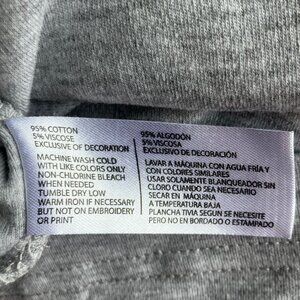 95% COTTON
5% VISCOSE
EXCLUSIVE OF DECORATION
MACHINE WASH COLD
WITH LIKE COLORS ONLY
NON-CHLORINE BLEACH
WHEN NEEDED
TUMBLE DRY LOW
WARM IRON IF NECESSARY
BUT NOT ON EMBROIDERY
OR PRINT
95% ALGODÓN
5% VISCOSA
EXCLUSIVO DE DECORACIÓN
LAVAR A MÁQUINA CON AGUA FRÍA Y
CON COLORES SIMILARES
USAR SOLAMENTE BLANQUEADOR SIN
CLORO CUANDO SEA NECESARIO
SECAR EN MÁQUINA
A TEMPERATURA BAJA
PLANCHA TIVIA SEGUN SE NECESITE
PERO NO EN BORDADO O ESTAMPADO